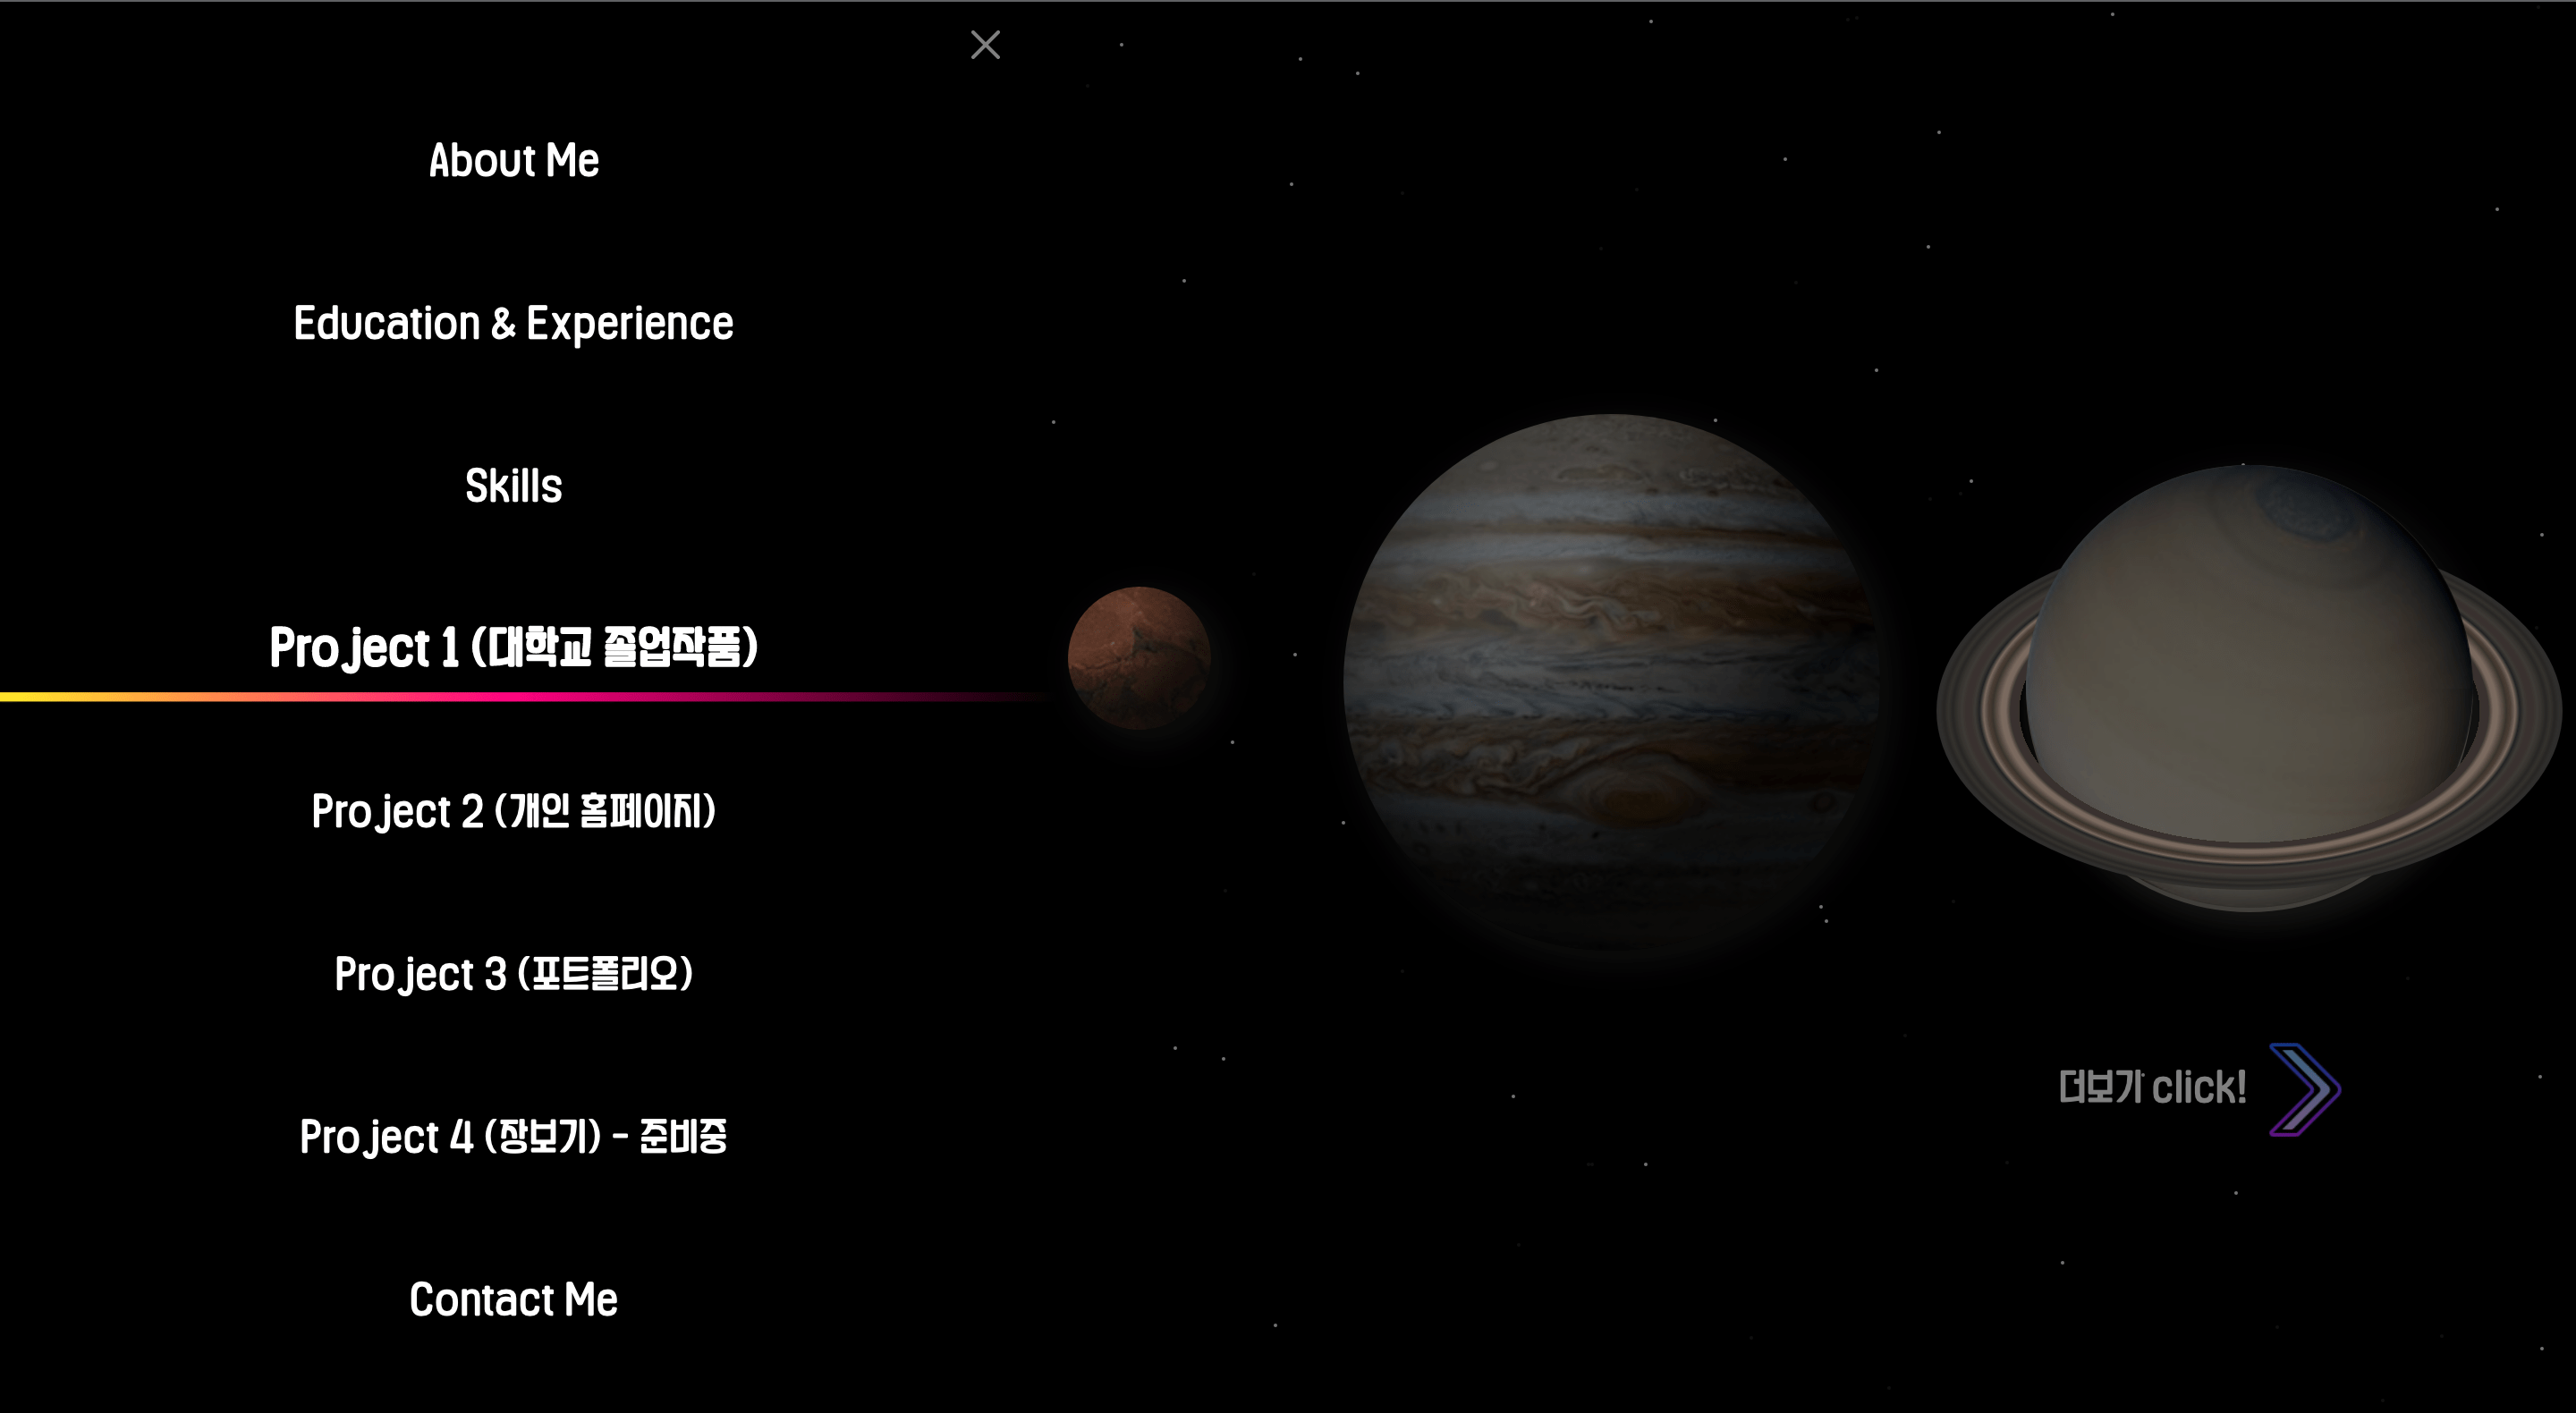 About Me
Education & Experience
Skills
Project 1 (대학교 졸업작품)
Project 2 (개인 홈페이지)
Project 3 (포트폴리오)
Project 4 (장보기) - 준비중
Contact Me
더보기 click!